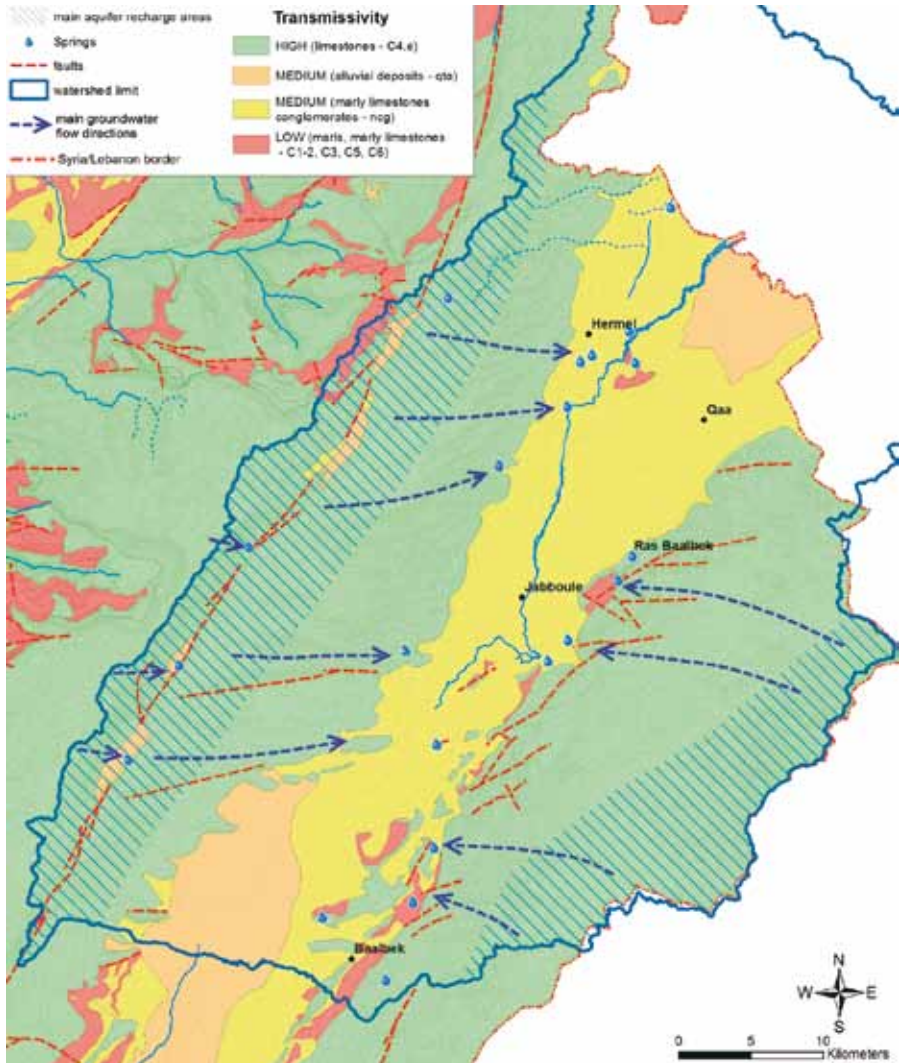 main aquifer recharge areas
Springs
faults
watershed limit
main groundwater
flow directions
Syria/Lebanon border
Transmissivity
HIGH (limestones - C4,e)
MEDIUM (alluvial deposits - qto)
MEDIUM (marly limestones
conglomerates - ncg)
LOW (marls, marly limestones
- C1-2, C3, C5, C6)
Hermel
Qaa
Ras Baalbek
Jabboule
Baalbek
N
W E
S
0 5 10
Kilometers